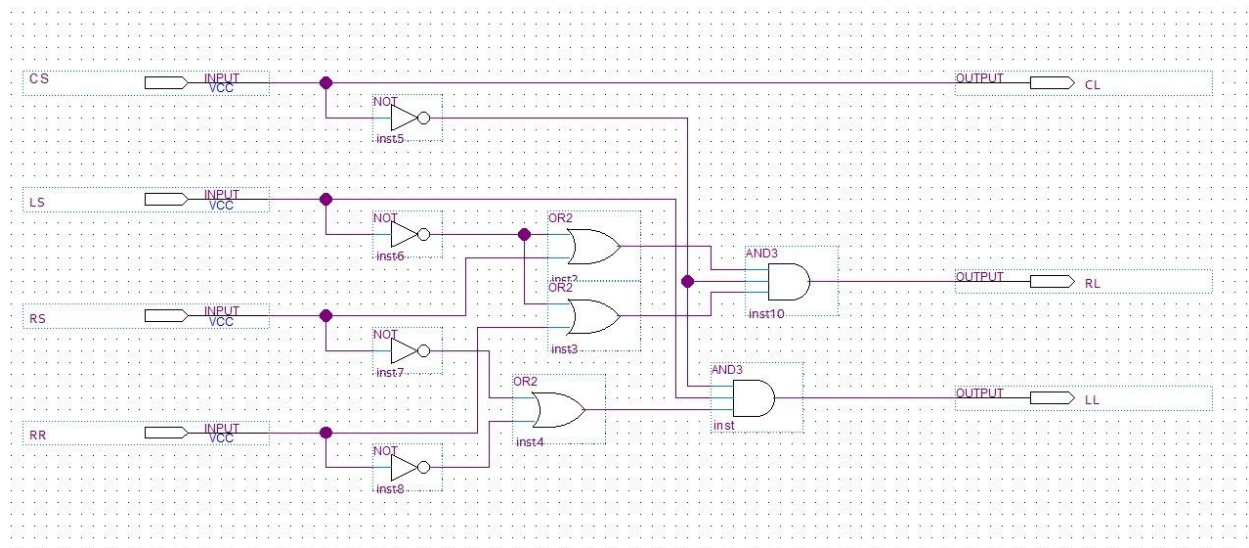 CS
INPUT
VCC
OUTPUT
CL
NOT
inst5
LS
INPUT
VCC
NOT
inst6
OR2
inst2
AND3
inst10
OUTPUT
RL
OR2
inst3
RS
INPUT
VCC
NOT
inst7
OR2
inst4
AND3
inst
OUTPUT
LL
RR
INPUT
VCC
NOT
inst8